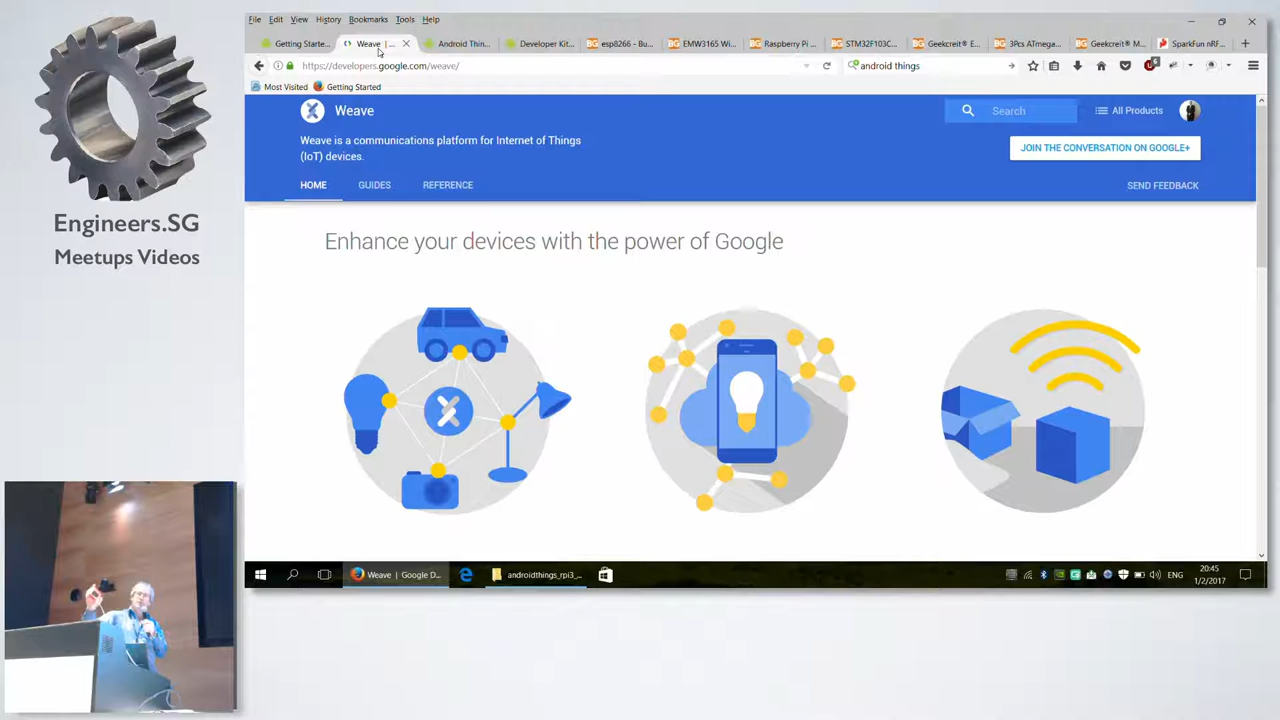 Engineers.SG
Meetups Videos
File Edit View History Bookmarks Tools Help
Getting Starte... Weave | ... Android Thin... Developer Kit... esp8266 - Bu... EMW3165 Wi... Raspberry Pi ... STM32F103C... Geekcreit® E... 3Pcs ATmega... Geekcreit® M... SparkFun nRF...
https://developers.google.com/weave/
android things
6
Most Visited Getting Started
Weave
Search
All Products
Weave is a communications platform for Internet of Things
(IoT) devices.
JOIN THE CONVERSATION ON GOOGLE+
HOME GUIDES REFERENCE
SEND FEEDBACK
Enhance your devices with the power of Google
Weave | Google D...
androidthings_rpi3_...
ENG
20:45
1/2/2017